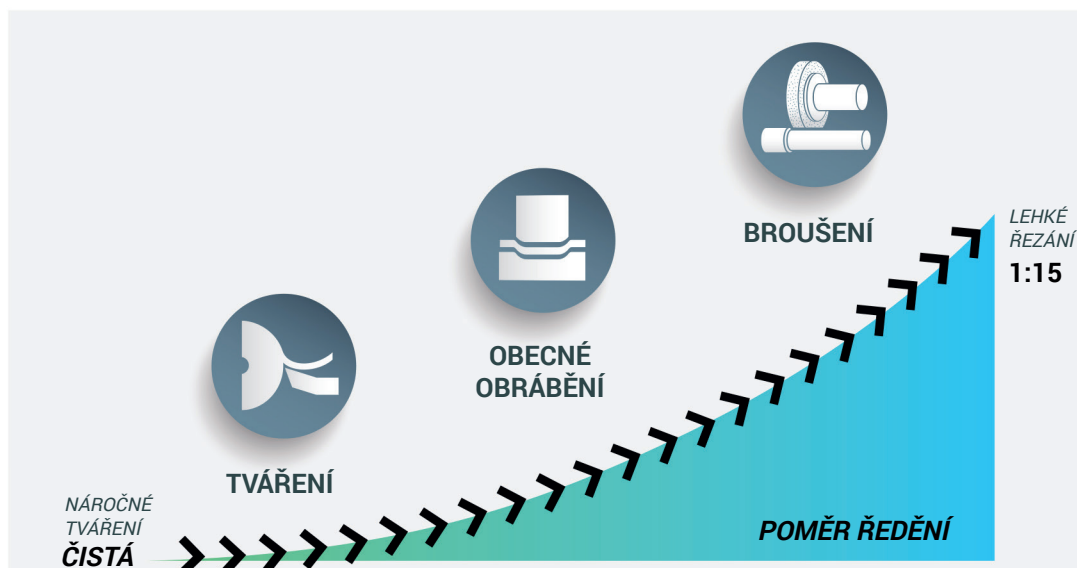 BROUŠENÍ
LEHKÉ
ŘEZÁNÍ
1:15
OBECNÉ
OBRÁBĚNÍ
TVÁŘENÍ
NÁROČNÉ
TVÁŘENÍ
ČISTÁ
POMĚR ŘEDĚNÍ